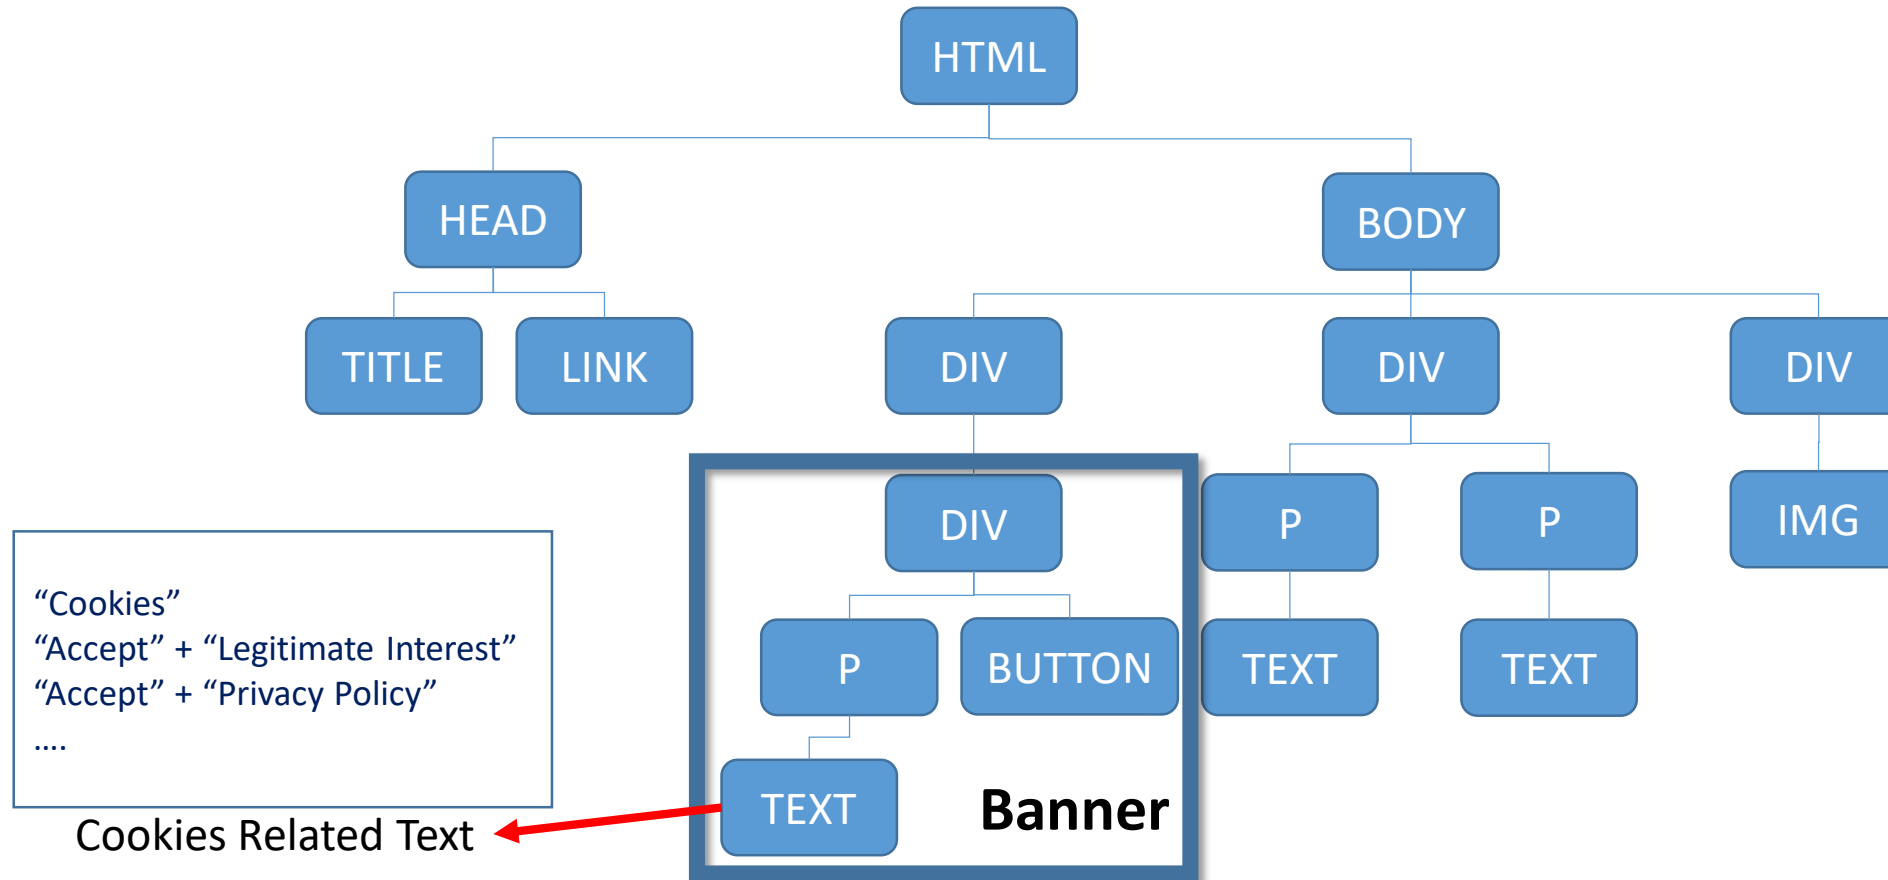 HTML
HEAD
BODY
TITLE
LINK
DIV
DIV
DIV
DIV
P
P
IMG
“Cookies”
“Accept” + “Legitimate Interest”
“Accept” + “Privacy Policy”
....
P
BUTTON
TEXT
TEXT
TEXT
Banner
Cookies Related Text